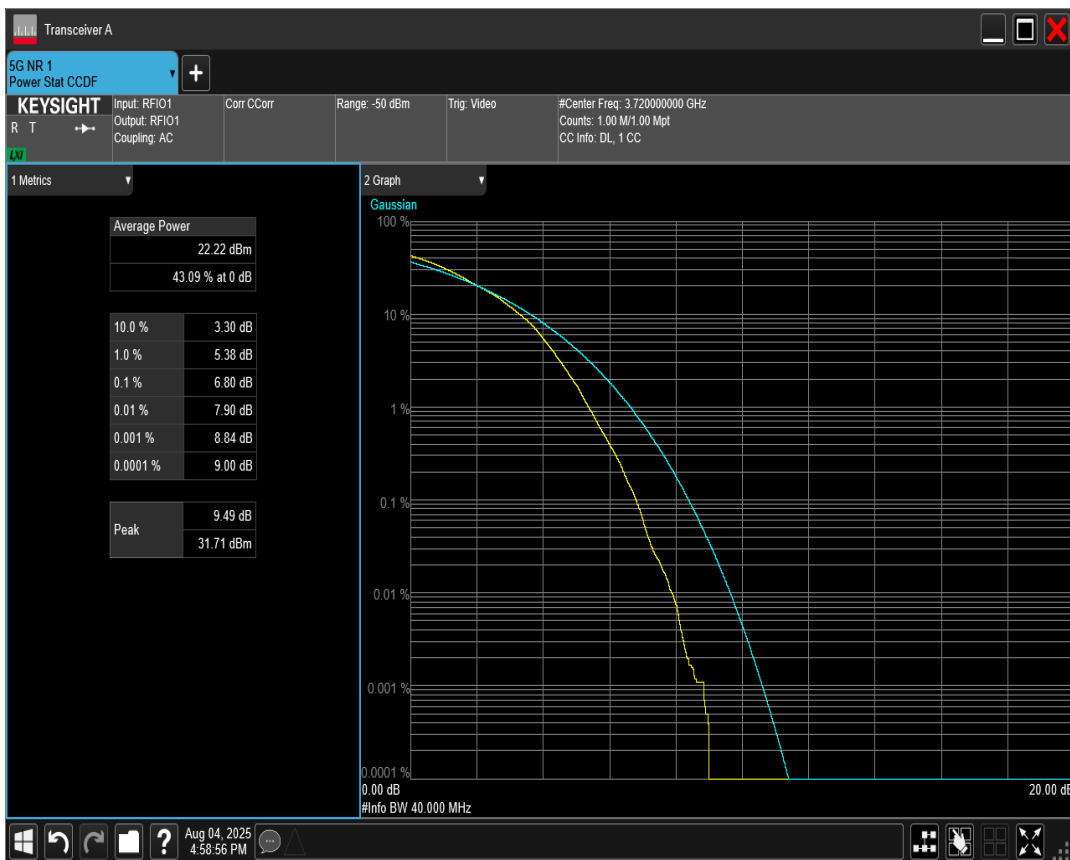 Transceiver A
5G NR 1
Power Stat CCDF
+
KEYSIGHT
R T
LXI
Input: RFIO1
Output: RFIO1
Coupling: AC
Corr CCorr
Range: -50 dBm
Trig: Video
#Center Freq: 3.720000000 GHz
Counts: 1.00 M/1.00 Mpt
CC Info: DL, 1 CC
1 Metrics
Average Power
22.22 dBm
43.09 % at 0 dB
10.0 % 3.30 dB
1.0 % 5.38 dB
0.1 % 6.80 dB
0.01 % 7.90 dB
0.001 % 8.84 dB
0.0001 % 9.00 dB
Peak 9.49 dB
31.71 dBm
2 Graph
Gaussian
100 %
10 %
1 %
0.1 %
0.01 %
0.001 %
0.0001 %
0.00 dB 20.00 dB
#Info BW 40.000 MHz
?
Aug 04, 2025
4:58:56 PM